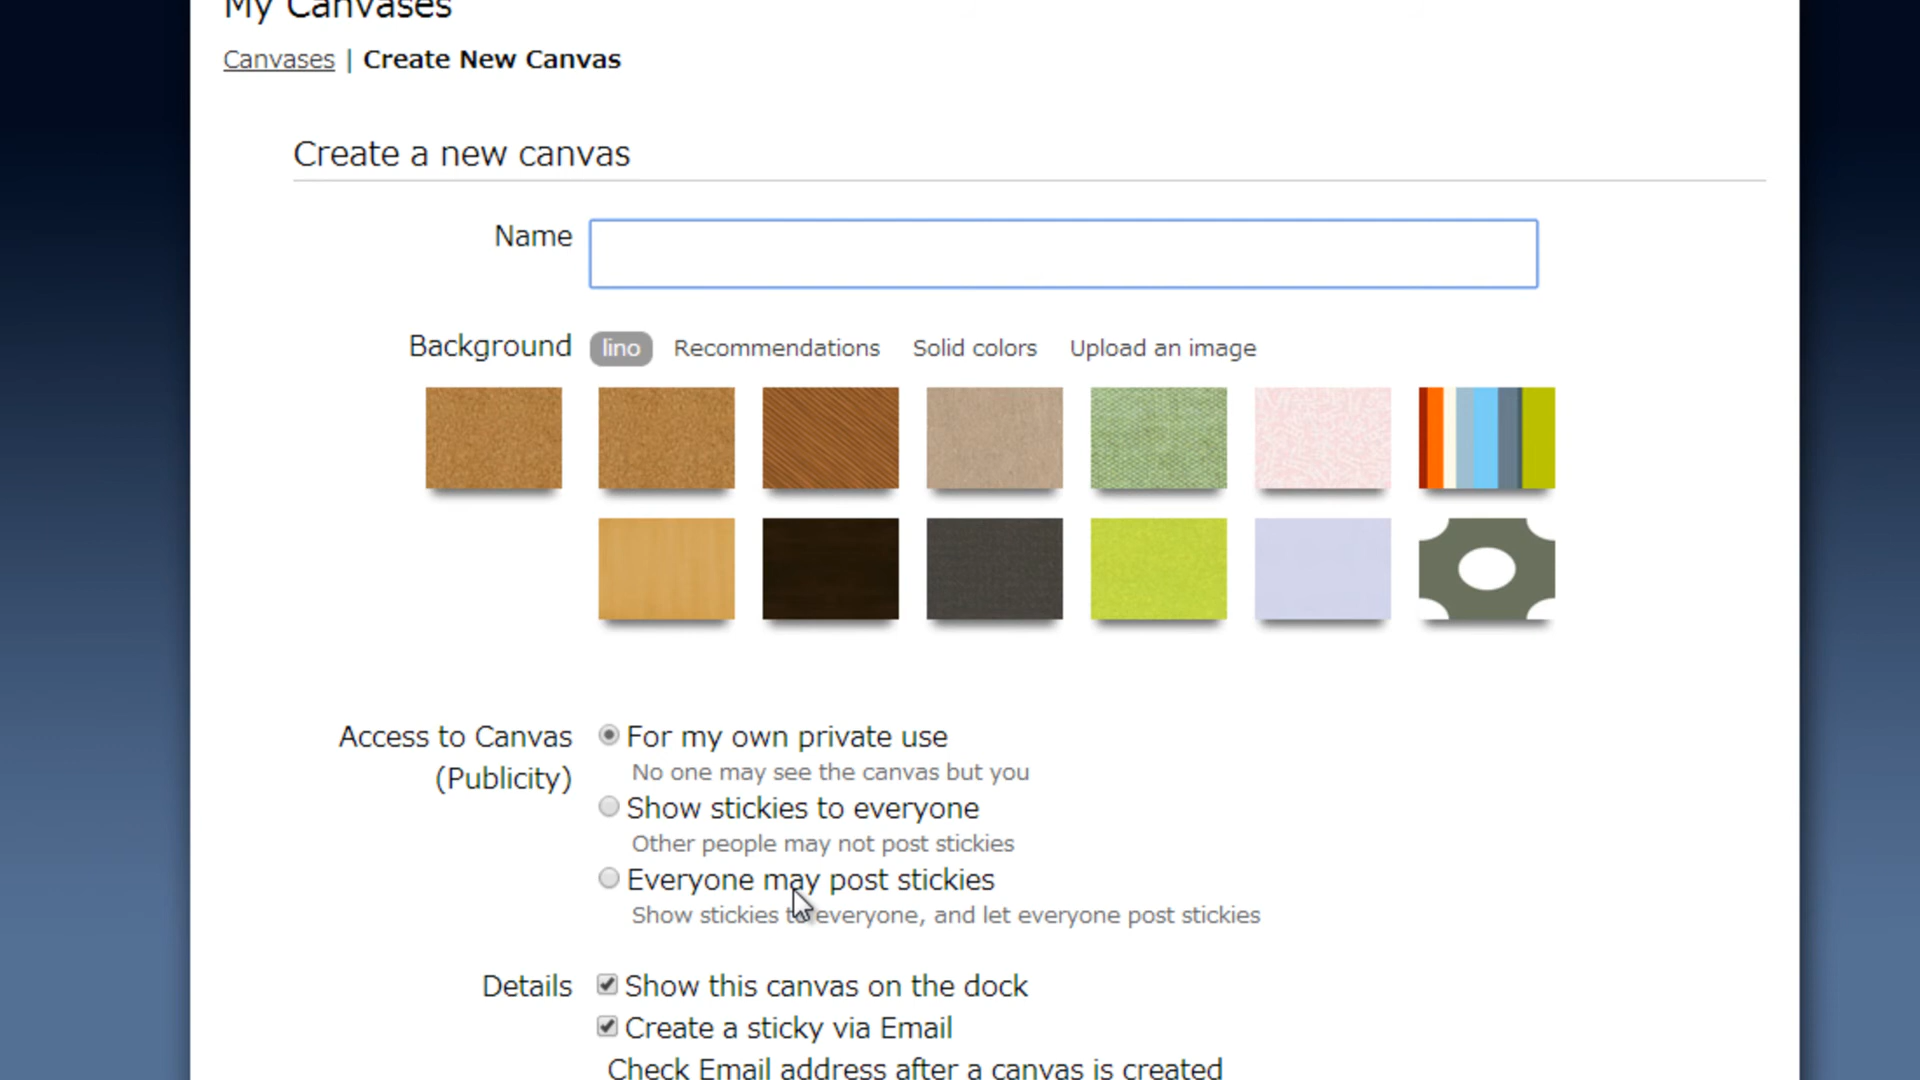 My Canvases
Canvases | Create New Canvas
Create a new canvas
Name
Background lino Recommendations Solid colors Upload an image
Access to Canvas
(Publicity)
For my own private use
No one may see the canvas but you
Show stickies to everyone
Other people may not post stickies
Everyone may post stickies
Show stickies to everyone, and let everyone post stickies
Details
Show this canvas on the dock
Create a sticky via Email
Check Email address after a canvas is created